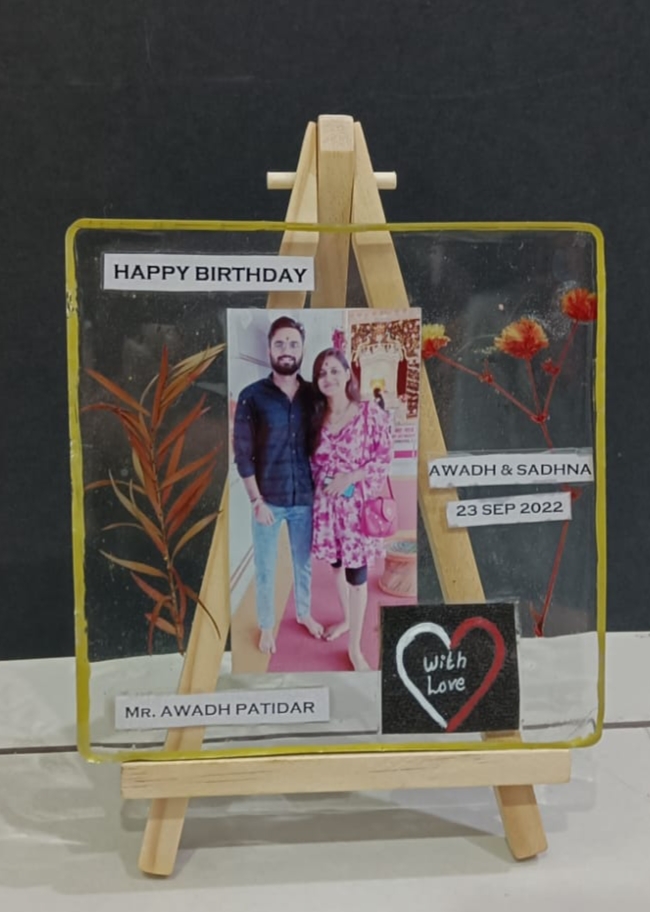 HAPPY BIRTHDAY
AWADH & SADHNA
23 SEP 2022
With
Love
MR. AWADH PATIDAR